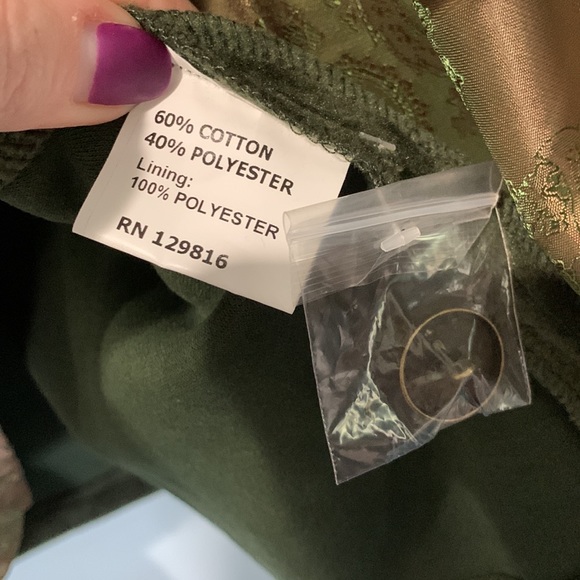 60% COTTON
40% POLYESTER
Lining:
100% POLYESTER
RN 129816